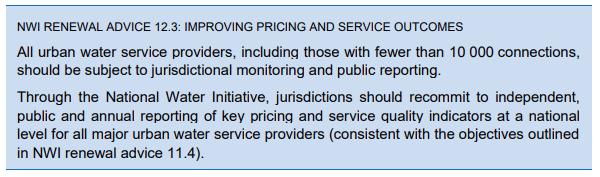 NWI RENEWAL ADVICE 12.3: IMPROVING PRICING AND SERVICE OUTCOMES
All urban water service providers, including those with fewer than 10 000 connections,
should be subject to jurisdictional monitoring and public reporting.
Through the National Water Initiative, jurisdictions should recommit to independent,
public and annual reporting of key pricing and service quality indicators at a national
level for all major urban water service providers (consistent with the objectives outlined
in NWI renewal advice 11.4).